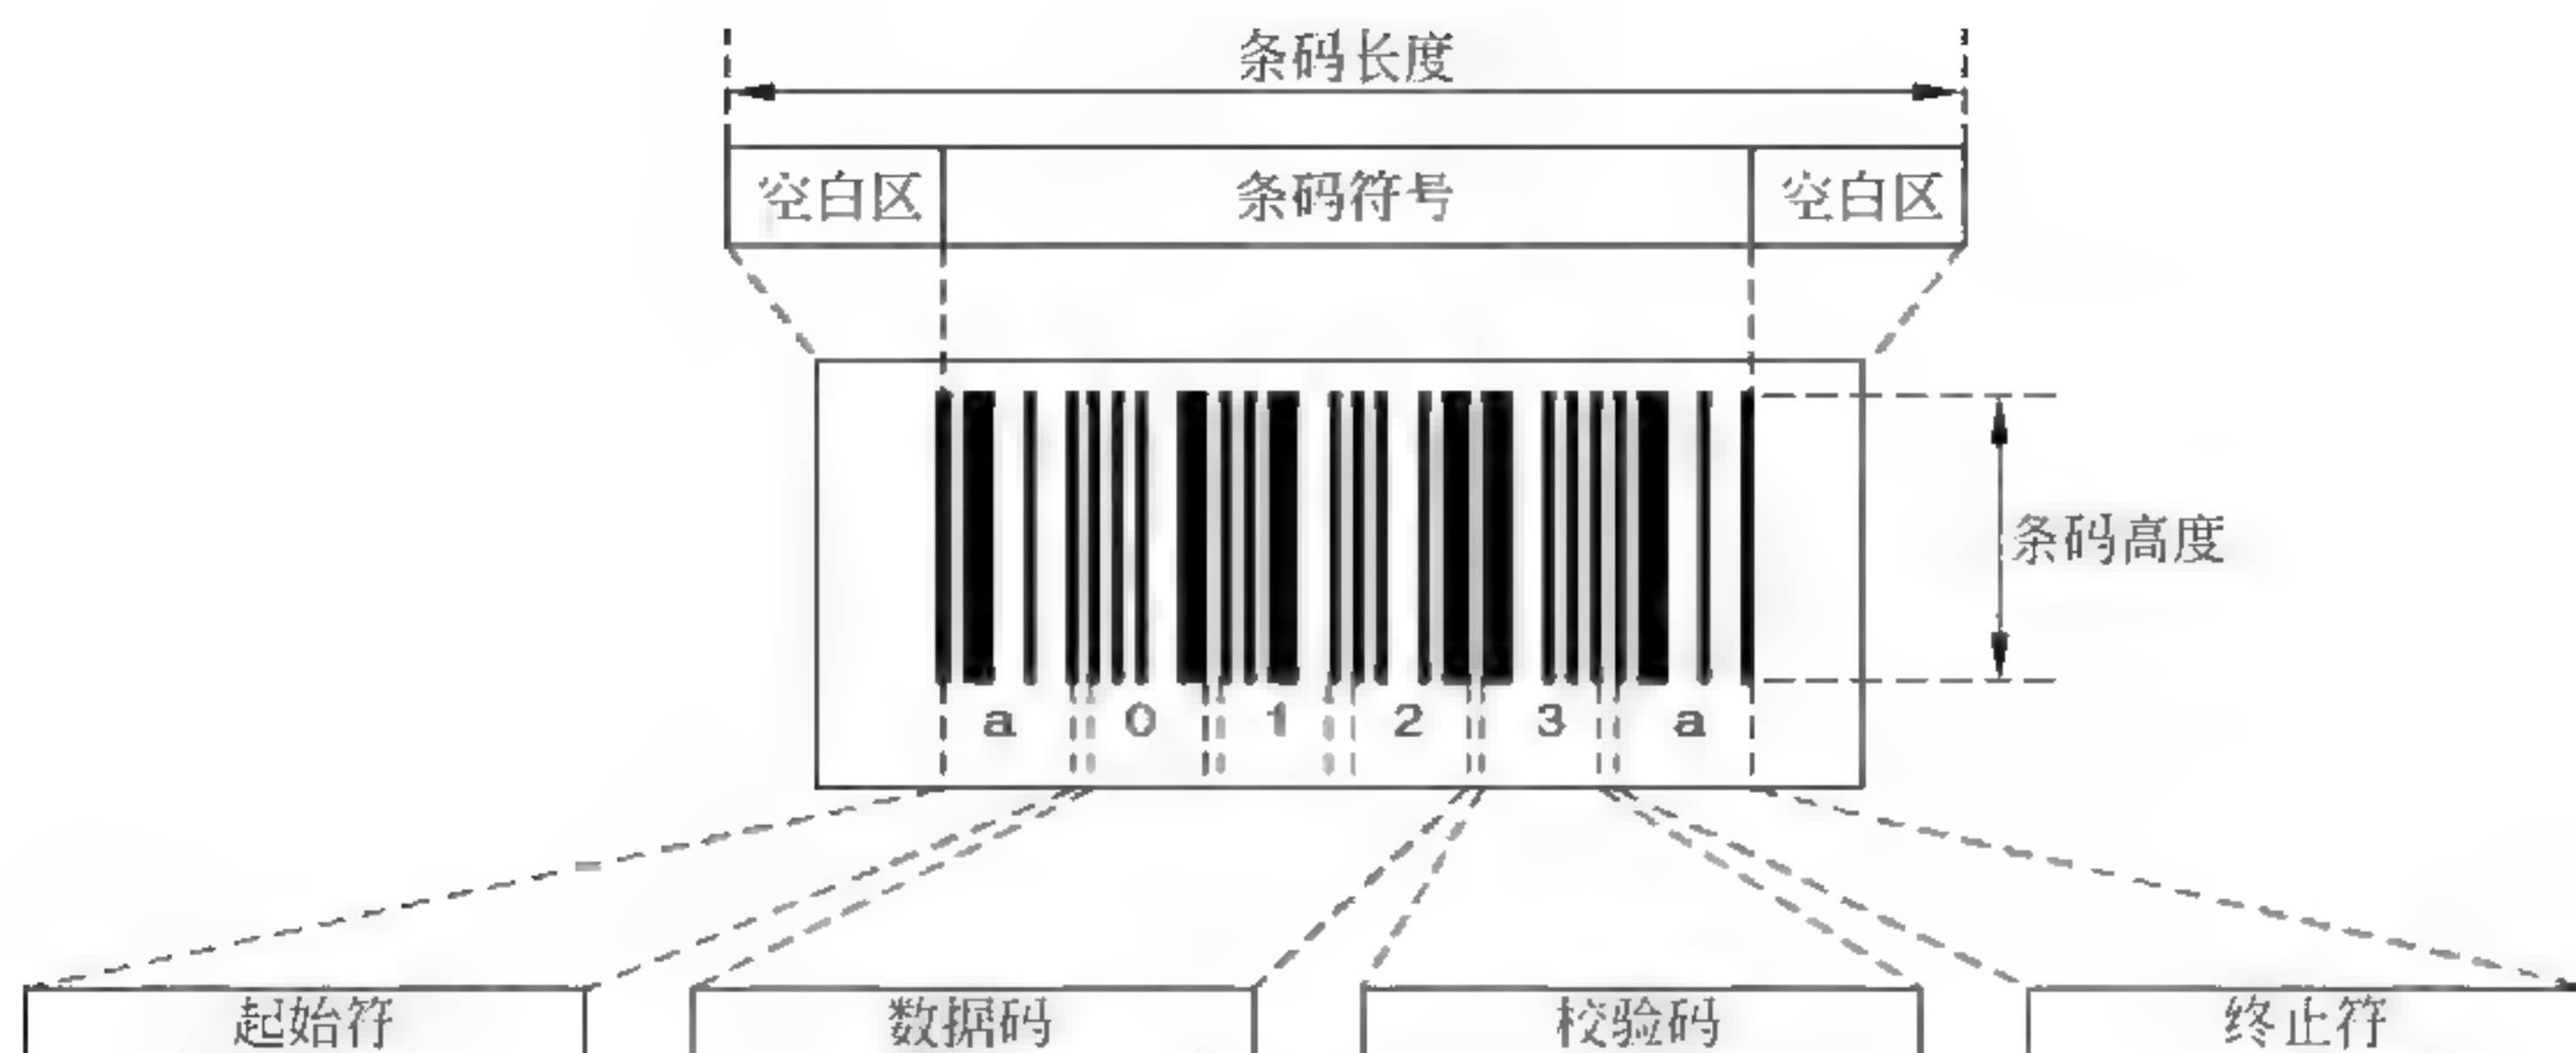 条码长度
空白区 条码符号 空白区
条码高度
a 0 1 2 3 a
起始符 数据码 校验码 终止符